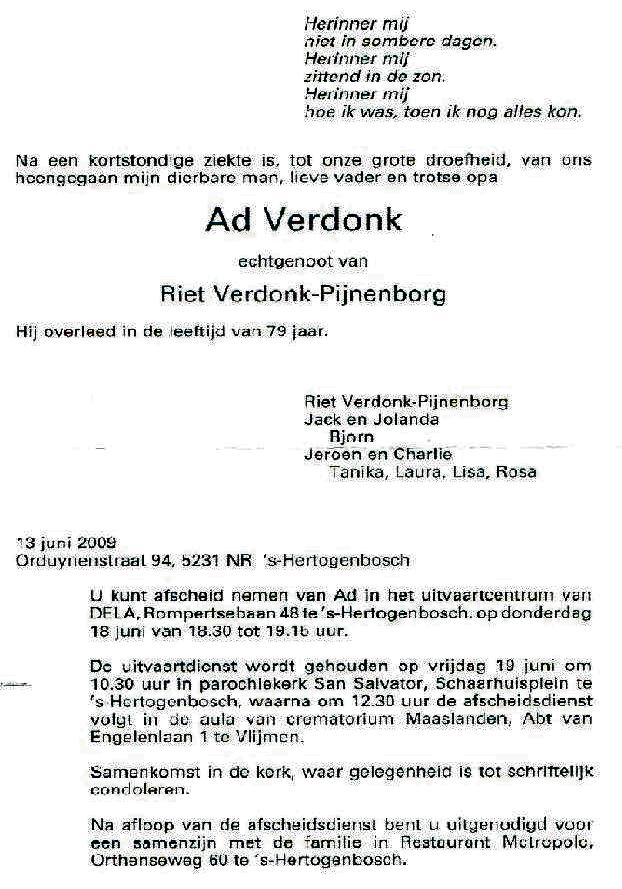 Herinner mij
niet in sombere dagen.
Herinner mij
zittend in de zon.
Herinner mij
hoe ik was, toen ik nog alles kon.
Na een kortstondige ziekte is, tot onze grote droefheid, van ons
heengegaan mijn dierbare man, lieve vader en trotse opa
Ad Verdonk
echtgenoot van
Riet Verdonk-Pijnenborg
Hij overleed in de leeftijd van 79 jaar.
Riet Verdonk-Pijnenborg
Jack en Jolanda
Bjorn
Jeroen en Charlie
Tanika, Laura, Lisa, Rosa
13 juni 2009
Orduynenstraat 94, 5231 NR 's-Hertogenbosch
U kunt afscheid nemen van Ad in het uitvaartcentrum van
DELA, Rompertsebaan 48 te 's-Hertogenbosch. op donderdag
18 juni van 18.30 tot 19.15 uur.
De uitvaartdienst wordt gehouden op vrijdag 19 juni om
10.30 uur in parochiekerk San Salvator, Schaarhuisplein te
's-Hertogenbosch, waarna om 12.30 uur de afscheidsdienst
volgt in de aula van crematorium Maaslanden, Abt van
Engelenlaan 1 te Vlijmen.
Samenkomst in de kerk, waar gelegenheid is tot schriftelijk
condoleren.
Na afloop van de afscheidsdienst bent u uitgenodigd voor
een samenzijn met de familie in Restaurant Metropole,
Orthenseweg 60 te 's-Hertogenbosch.